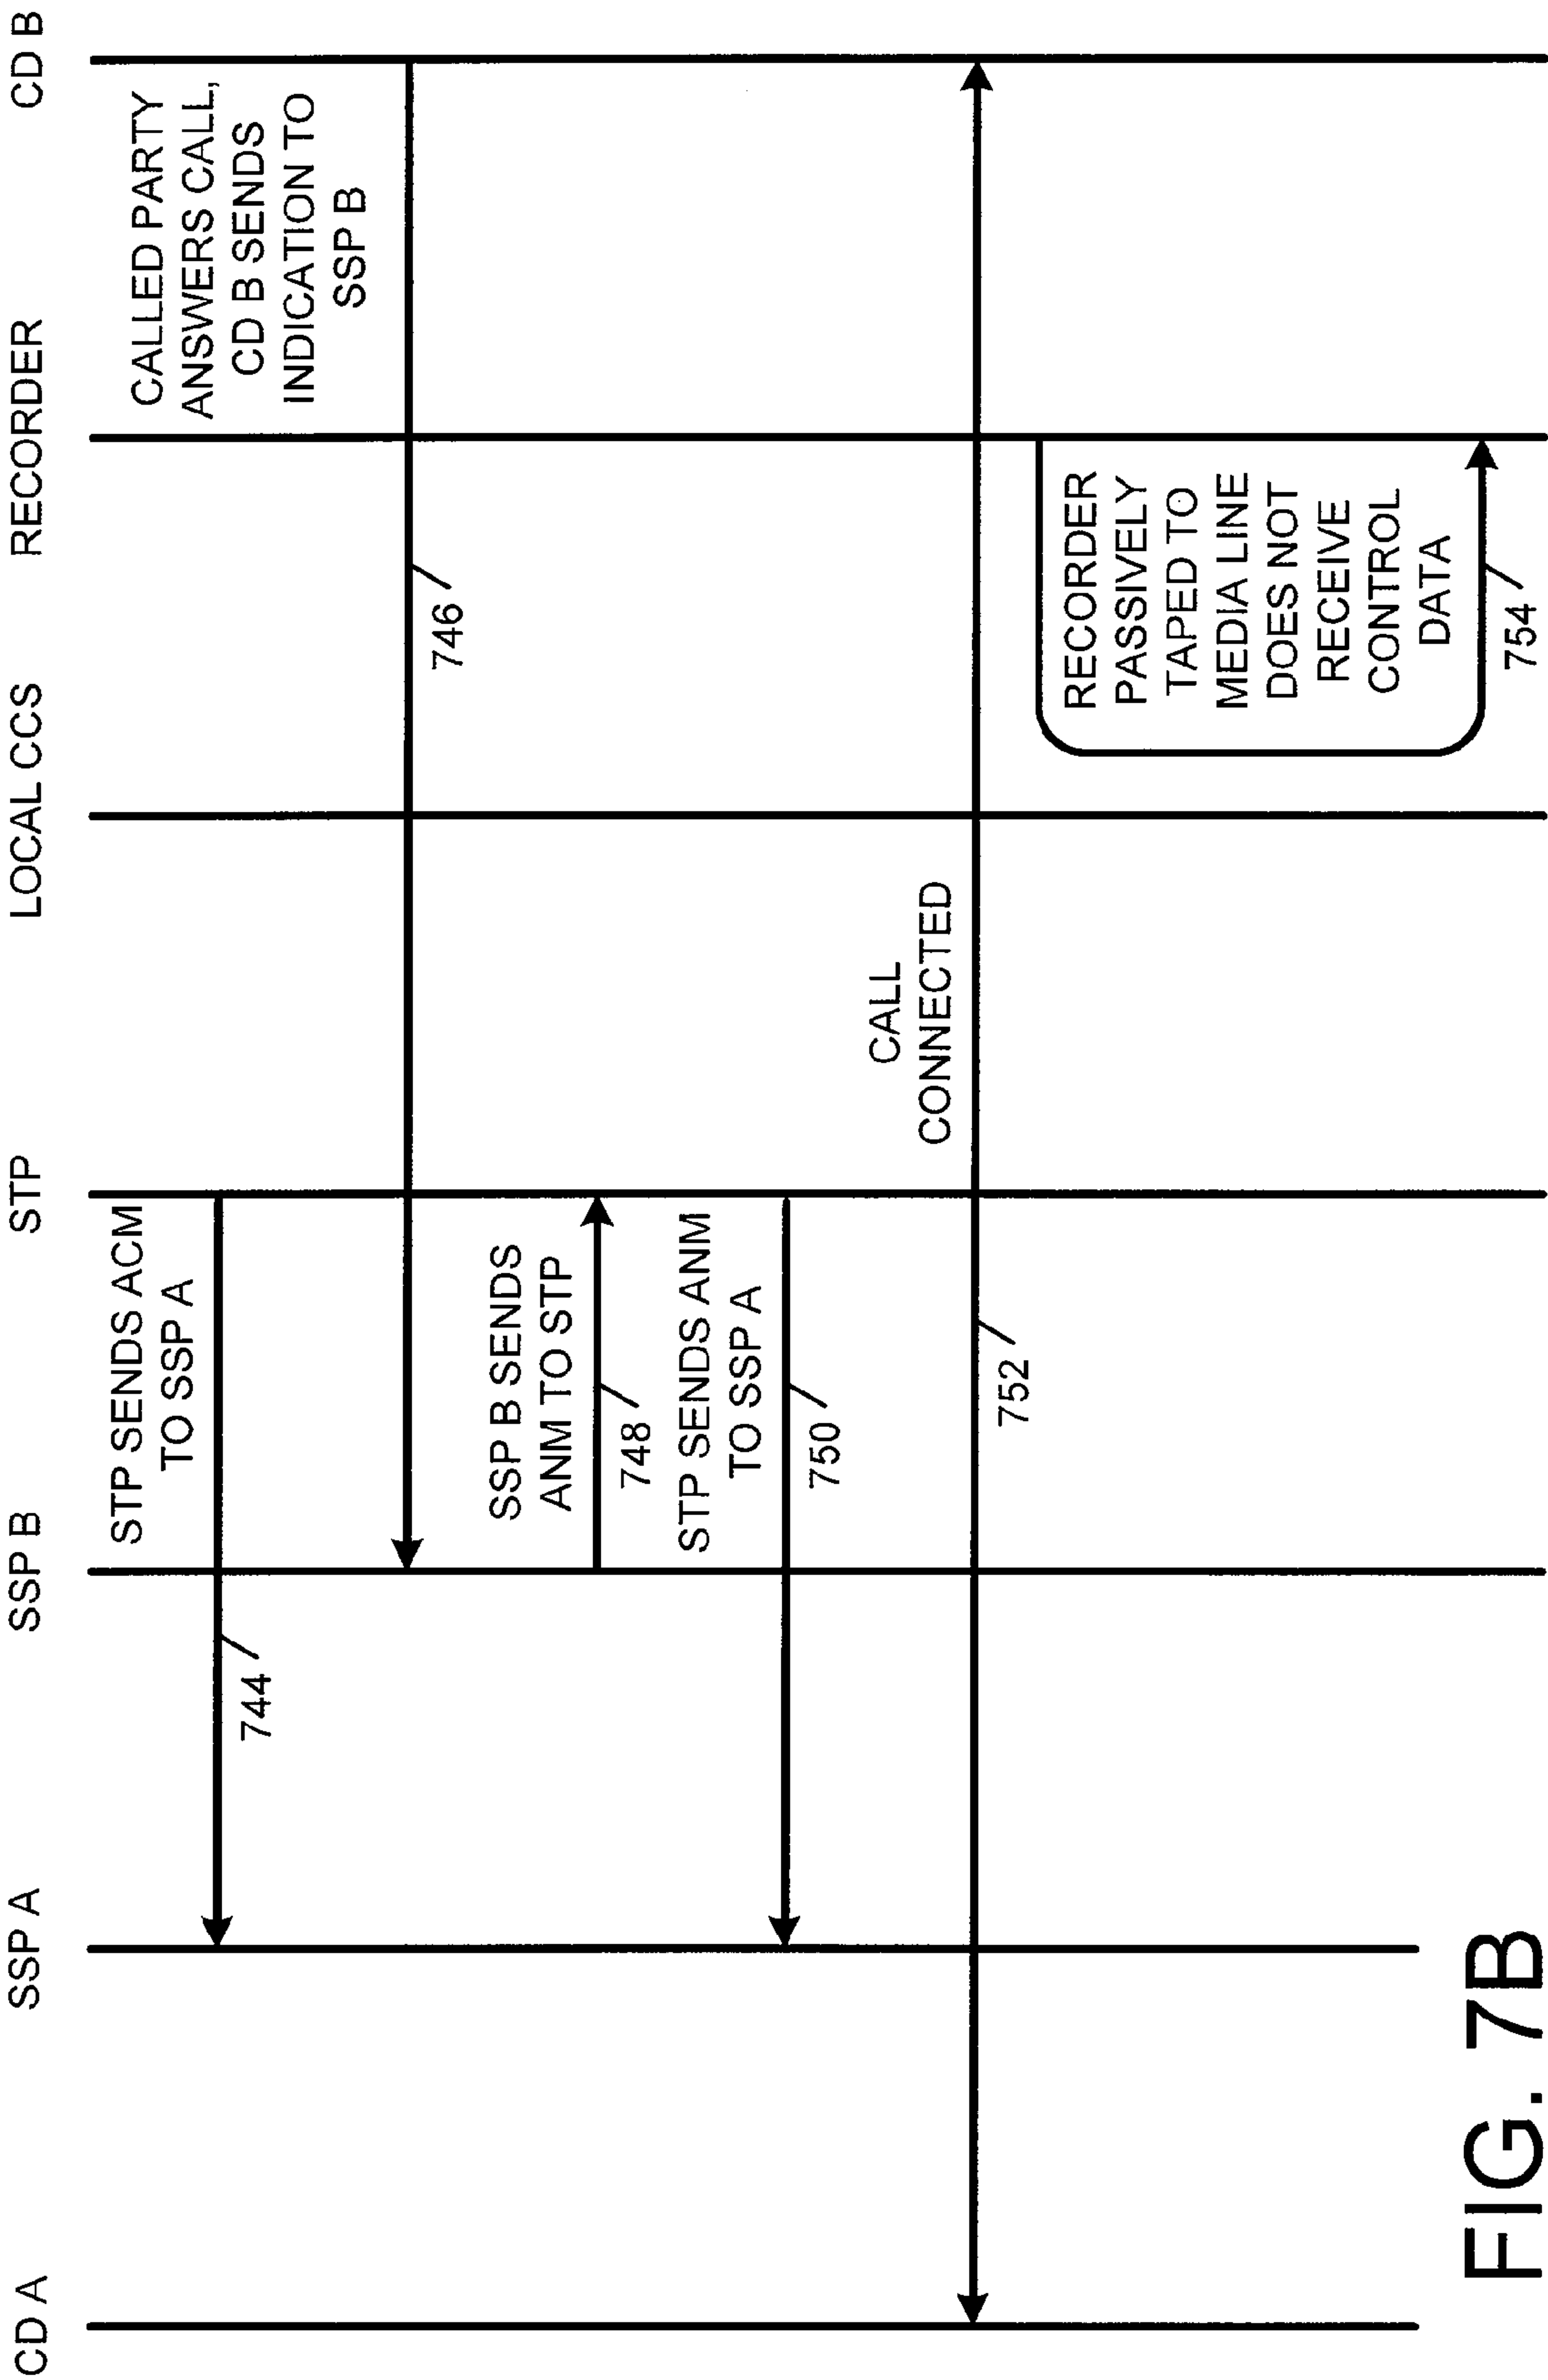 CD A
SSP A
SSP B
STP
LOCAL CCS
RECORDER
CD B
STP SENDS ACM
TO SSP A
744
CALLED PARTY
ANSWERS CALL,
CD B SENDS
INDICATION TO
SSP B
746
SSP B SENDS
ANM TO STP
748
STP SENDS ANM
TO SSP A
750
CALL
CONNECTED
752
RECORDER
PASSIVELY
TAPED TO
MEDIA LINE
DOES NOT
RECEIVE
CONTROL
DATA
754
FIG. 7B